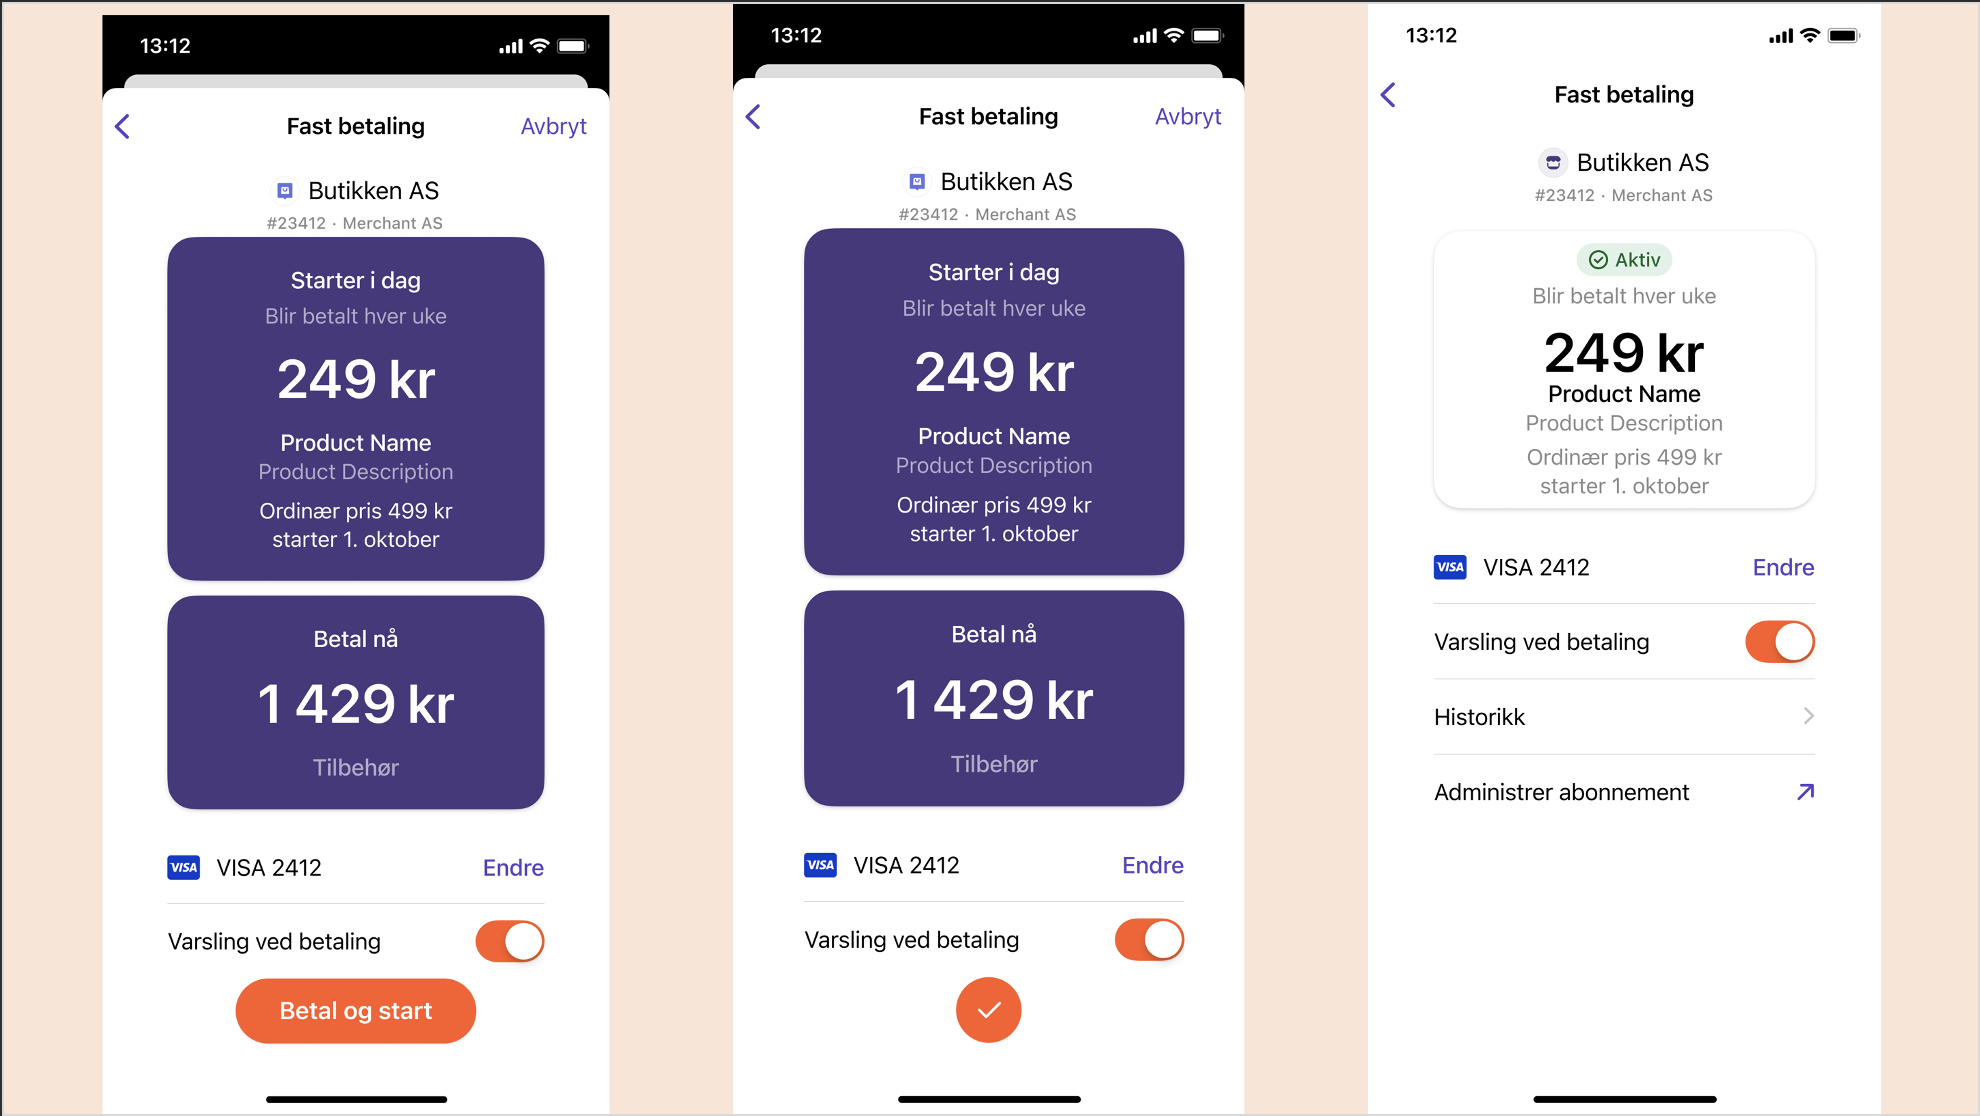 13:12
Fast betaling
Avbryt
Butikken AS
#23412 · Merchant AS
Starter i dag
Blir betalt hver uke
249 kr
Product Name
Product Description
Ordinær pris 499 kr
starter 1. oktober
Betal nå
1 429 kr
Tilbehør
VISA VISA 2412 Endre
Varsling ved betaling
Betal og start
13:12
Fast betaling
Avbryt
Butikken AS
#23412 · Merchant AS
Starter i dag
Blir betalt hver uke
249 kr
Product Name
Product Description
Ordinær pris 499 kr
starter 1. oktober
Betal nå
1 429 kr
Tilbehør
VISA VISA 2412 Endre
Varsling ved betaling
13:12
Fast betaling
Butikken AS
#23412 · Merchant AS
Aktiv
Blir betalt hver uke
249 kr
Product Name
Product Description
Ordinær pris 499 kr
starter 1. oktober
VISA VISA 2412 Endre
Varsling ved betaling
Historikk
Administrer abonnement